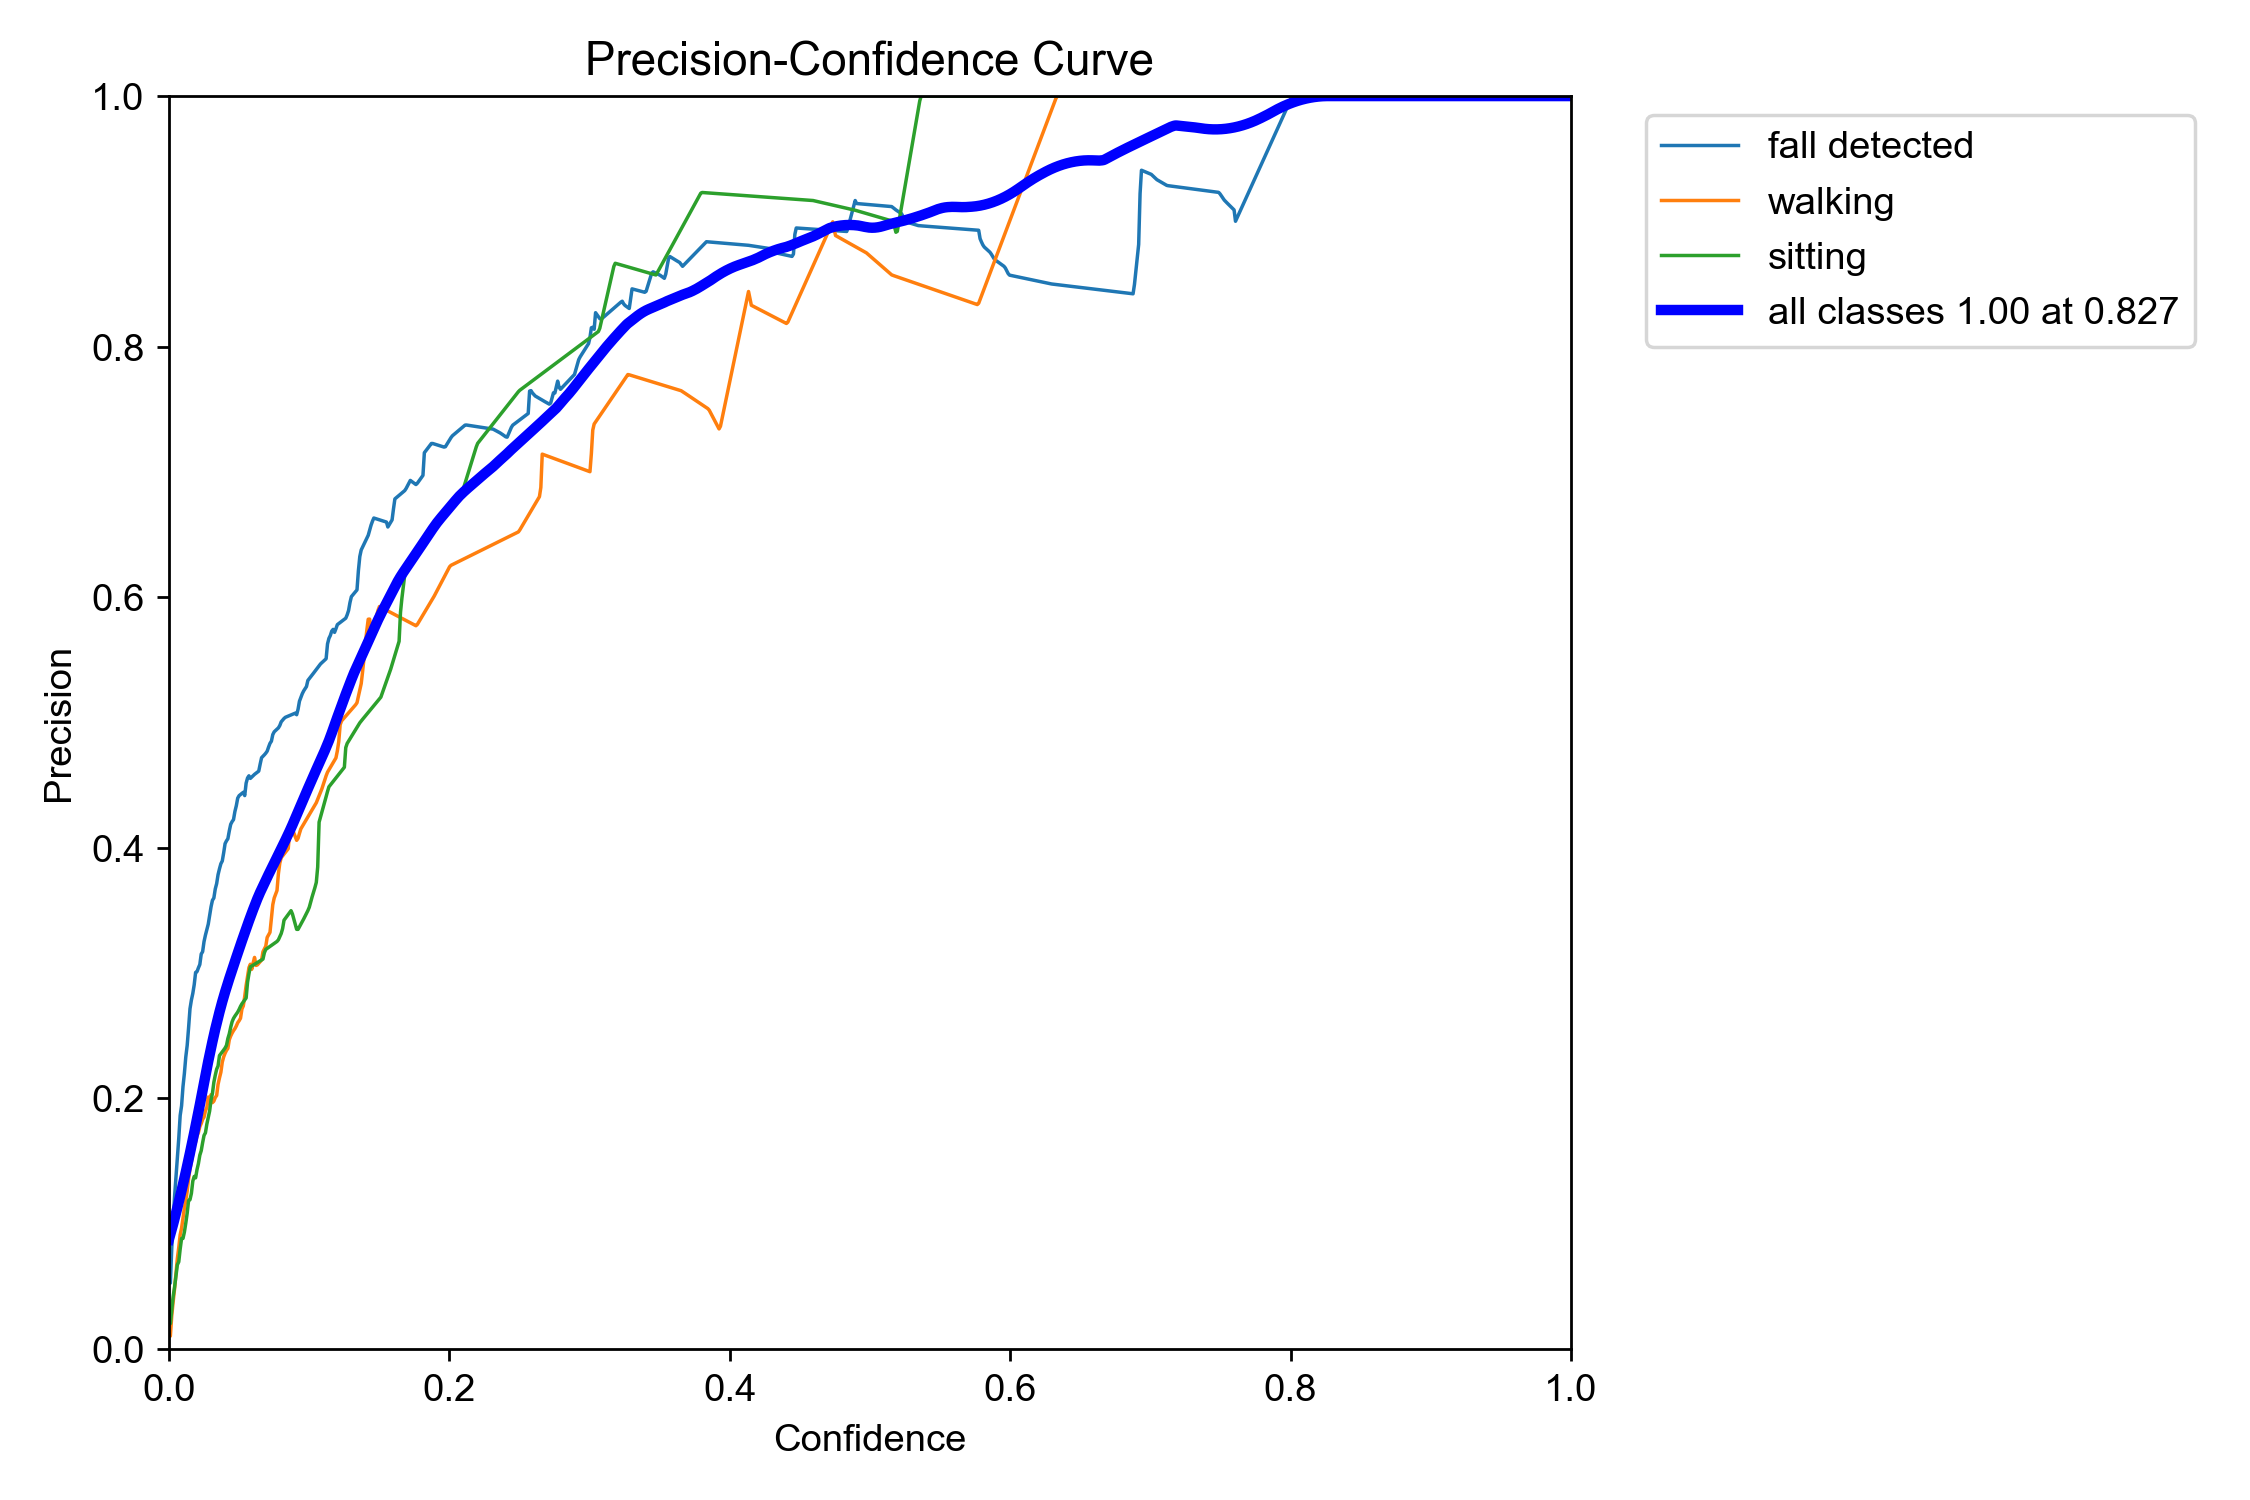 Precision-Confidence Curve
1.0
0.8
0.6
0.4
0.2
0.0
Precision
0.0 0.2 0.4 0.6 0.8 1.0
Confidence
fall detected
walking
sitting
all classes 1.00 at 0.827